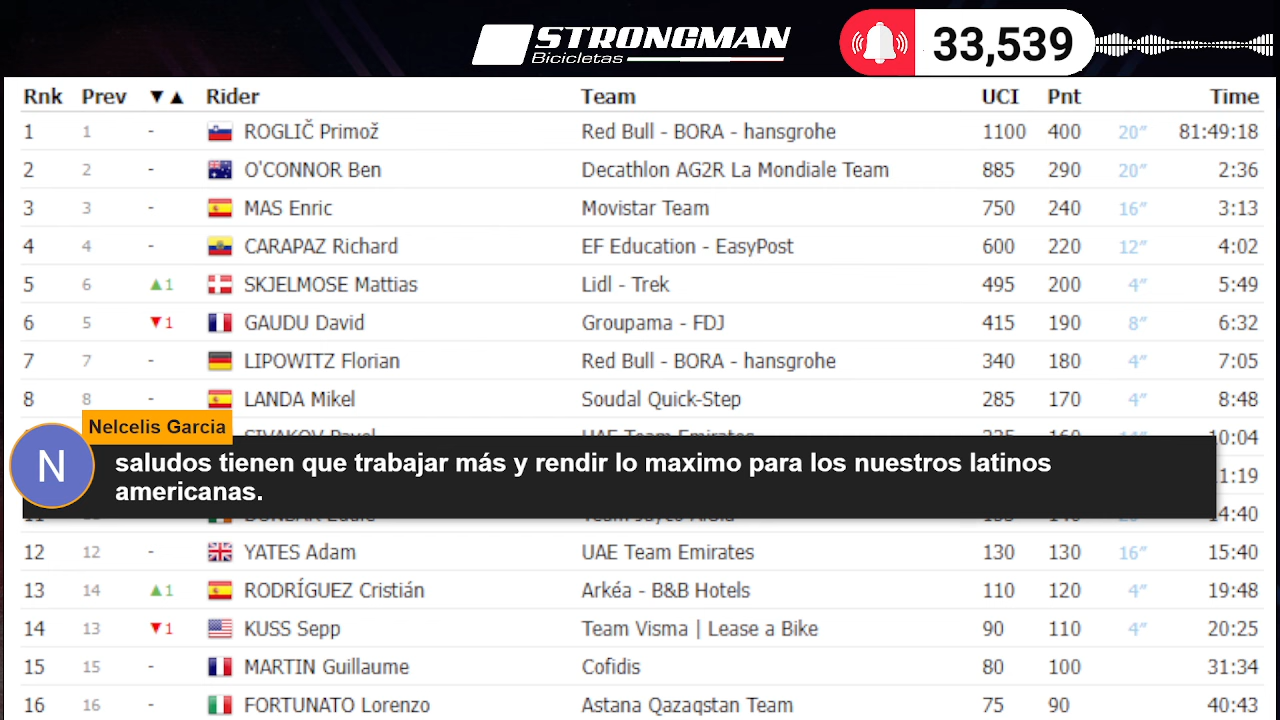 STRONGMAN
Bicicletas
33,539
Rnk Prev ▼▲ Rider Team UCI Pnt Time
1 1 - ROGLIČ Primož Red Bull - BORA - hansgrohe 1100 400 20″ 81:49:18
2 2 - O'CONNOR Ben Decathlon AG2R La Mondiale Team 885 290 20″ 2:36
3 3 - MAS Enric Movistar Team 750 240 16″ 3:13
4 4 - CARAPAZ Richard EF Education - EasyPost 600 220 12″ 4:02
5 6 ▲1 SKJELMOSE Mattias Lidl - Trek 495 200 4″ 5:49
6 5 ▼1 GAUDU David Groupama - FDJ 415 190 8″ 6:32
7 7 - LIPOWITZ Florian Red Bull - BORA - hansgrohe 340 180 7:05
8 8 - LANDA Mikel Soudal Quick-Step 285 170 4″ 8:48
10:04
Nelcelis Garcia
N
saludos tienen que trabajar más y rendir lo maximo para los nuestros latinos
americanas.
12 12 - YATES Adam UAE Team Emirates 130 130 16″ 15:40
13 14 ▲1 RODRÍGUEZ Cristián Arkéa - B&B Hotels 110 120 4″ 19:48
14 13 ▼1 KUSS Sepp Team Visma | Lease a Bike 90 110 4″ 20:25
15 15 - MARTIN Guillaume Cofidis 80 100 31:34
16 16 - FORTUNATO Lorenzo Astana Qazaqstan Team 75 90 40:43